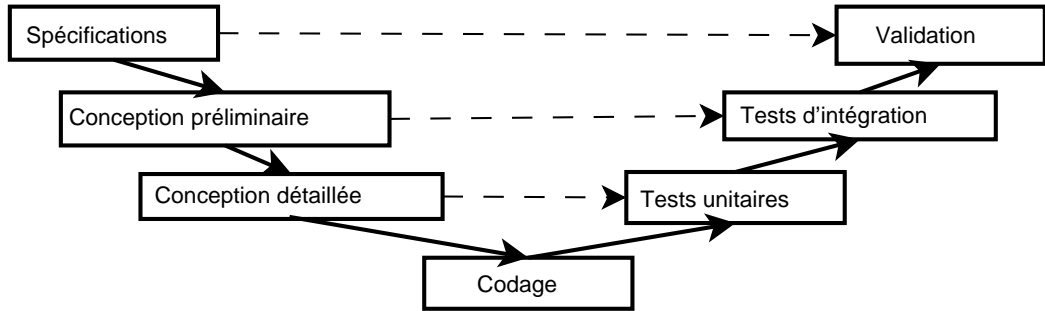 Spécifications
Validation
Conception préliminaire
Tests d'intégration
Conception détaillée
Tests unitaires
Codage